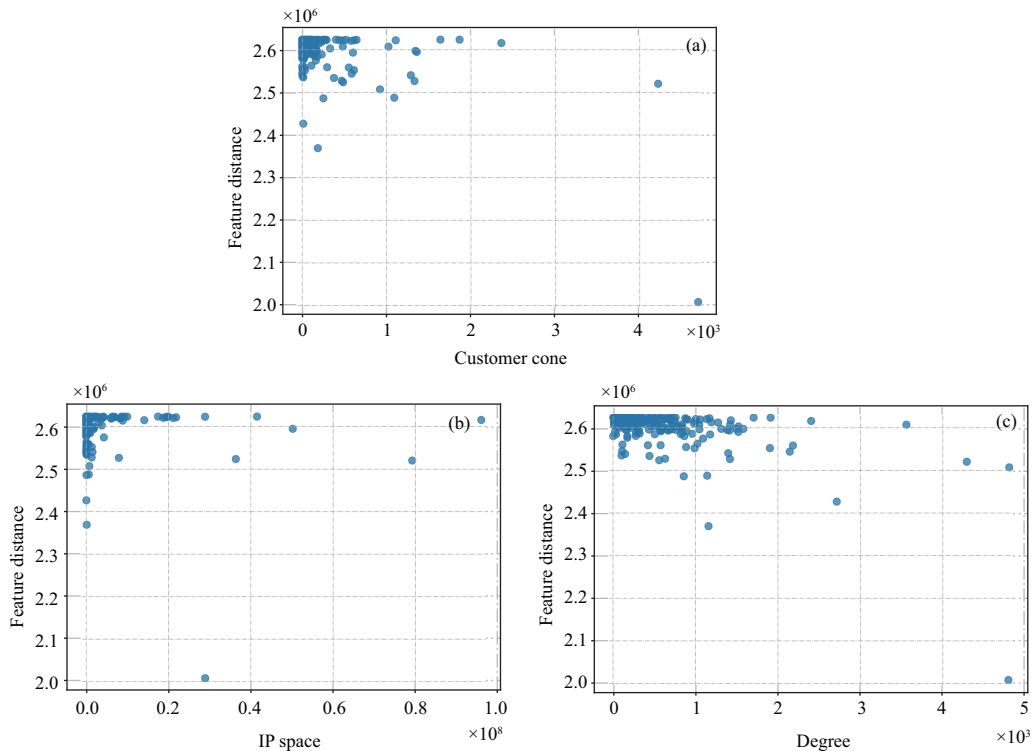 ×10⁶
(a)
2.6
2.5
2.4
2.3
2.2
2.1
2.0
Feature distance
0 1 2 3 4
×10³
Customer cone
×10⁶
(b)
2.6
2.5
2.4
2.3
2.2
2.1
2.0
Feature distance
0.0 0.2 0.4 0.6 0.8 1.0
×10⁸
IP space
×10⁶
(c)
2.6
2.5
2.4
2.3
2.2
2.1
2.0
Feature distance
0 1 2 3 4 5
×10³
Degree